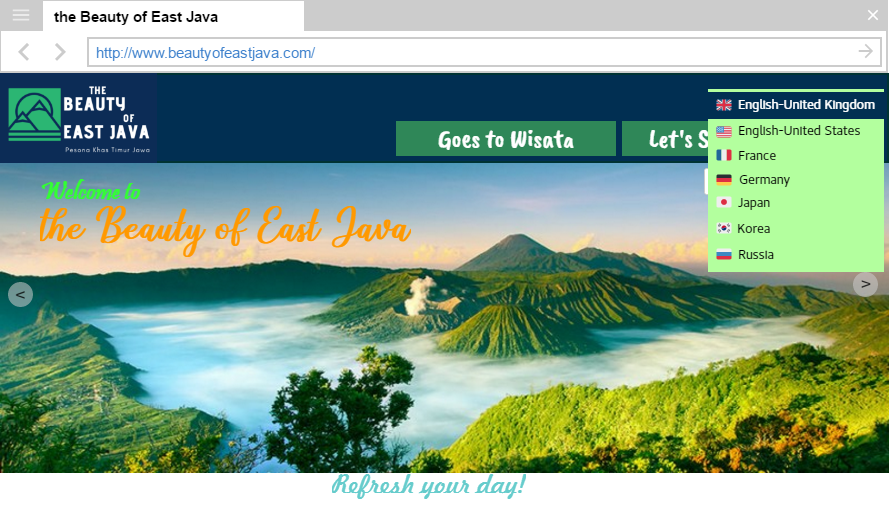 the Beauty of East Java
http://www.beautyofeastjava.com/
THE
BEAUTY
OF
EAST JAVA
Pesona Khas Timur Jawa
Goes to Wisata
Let's S
English-United Kingdom
English-United States
France
Germany
Japan
Korea
Russia
Welcome to
the Beauty of East Java
<
>
Refresh your day!